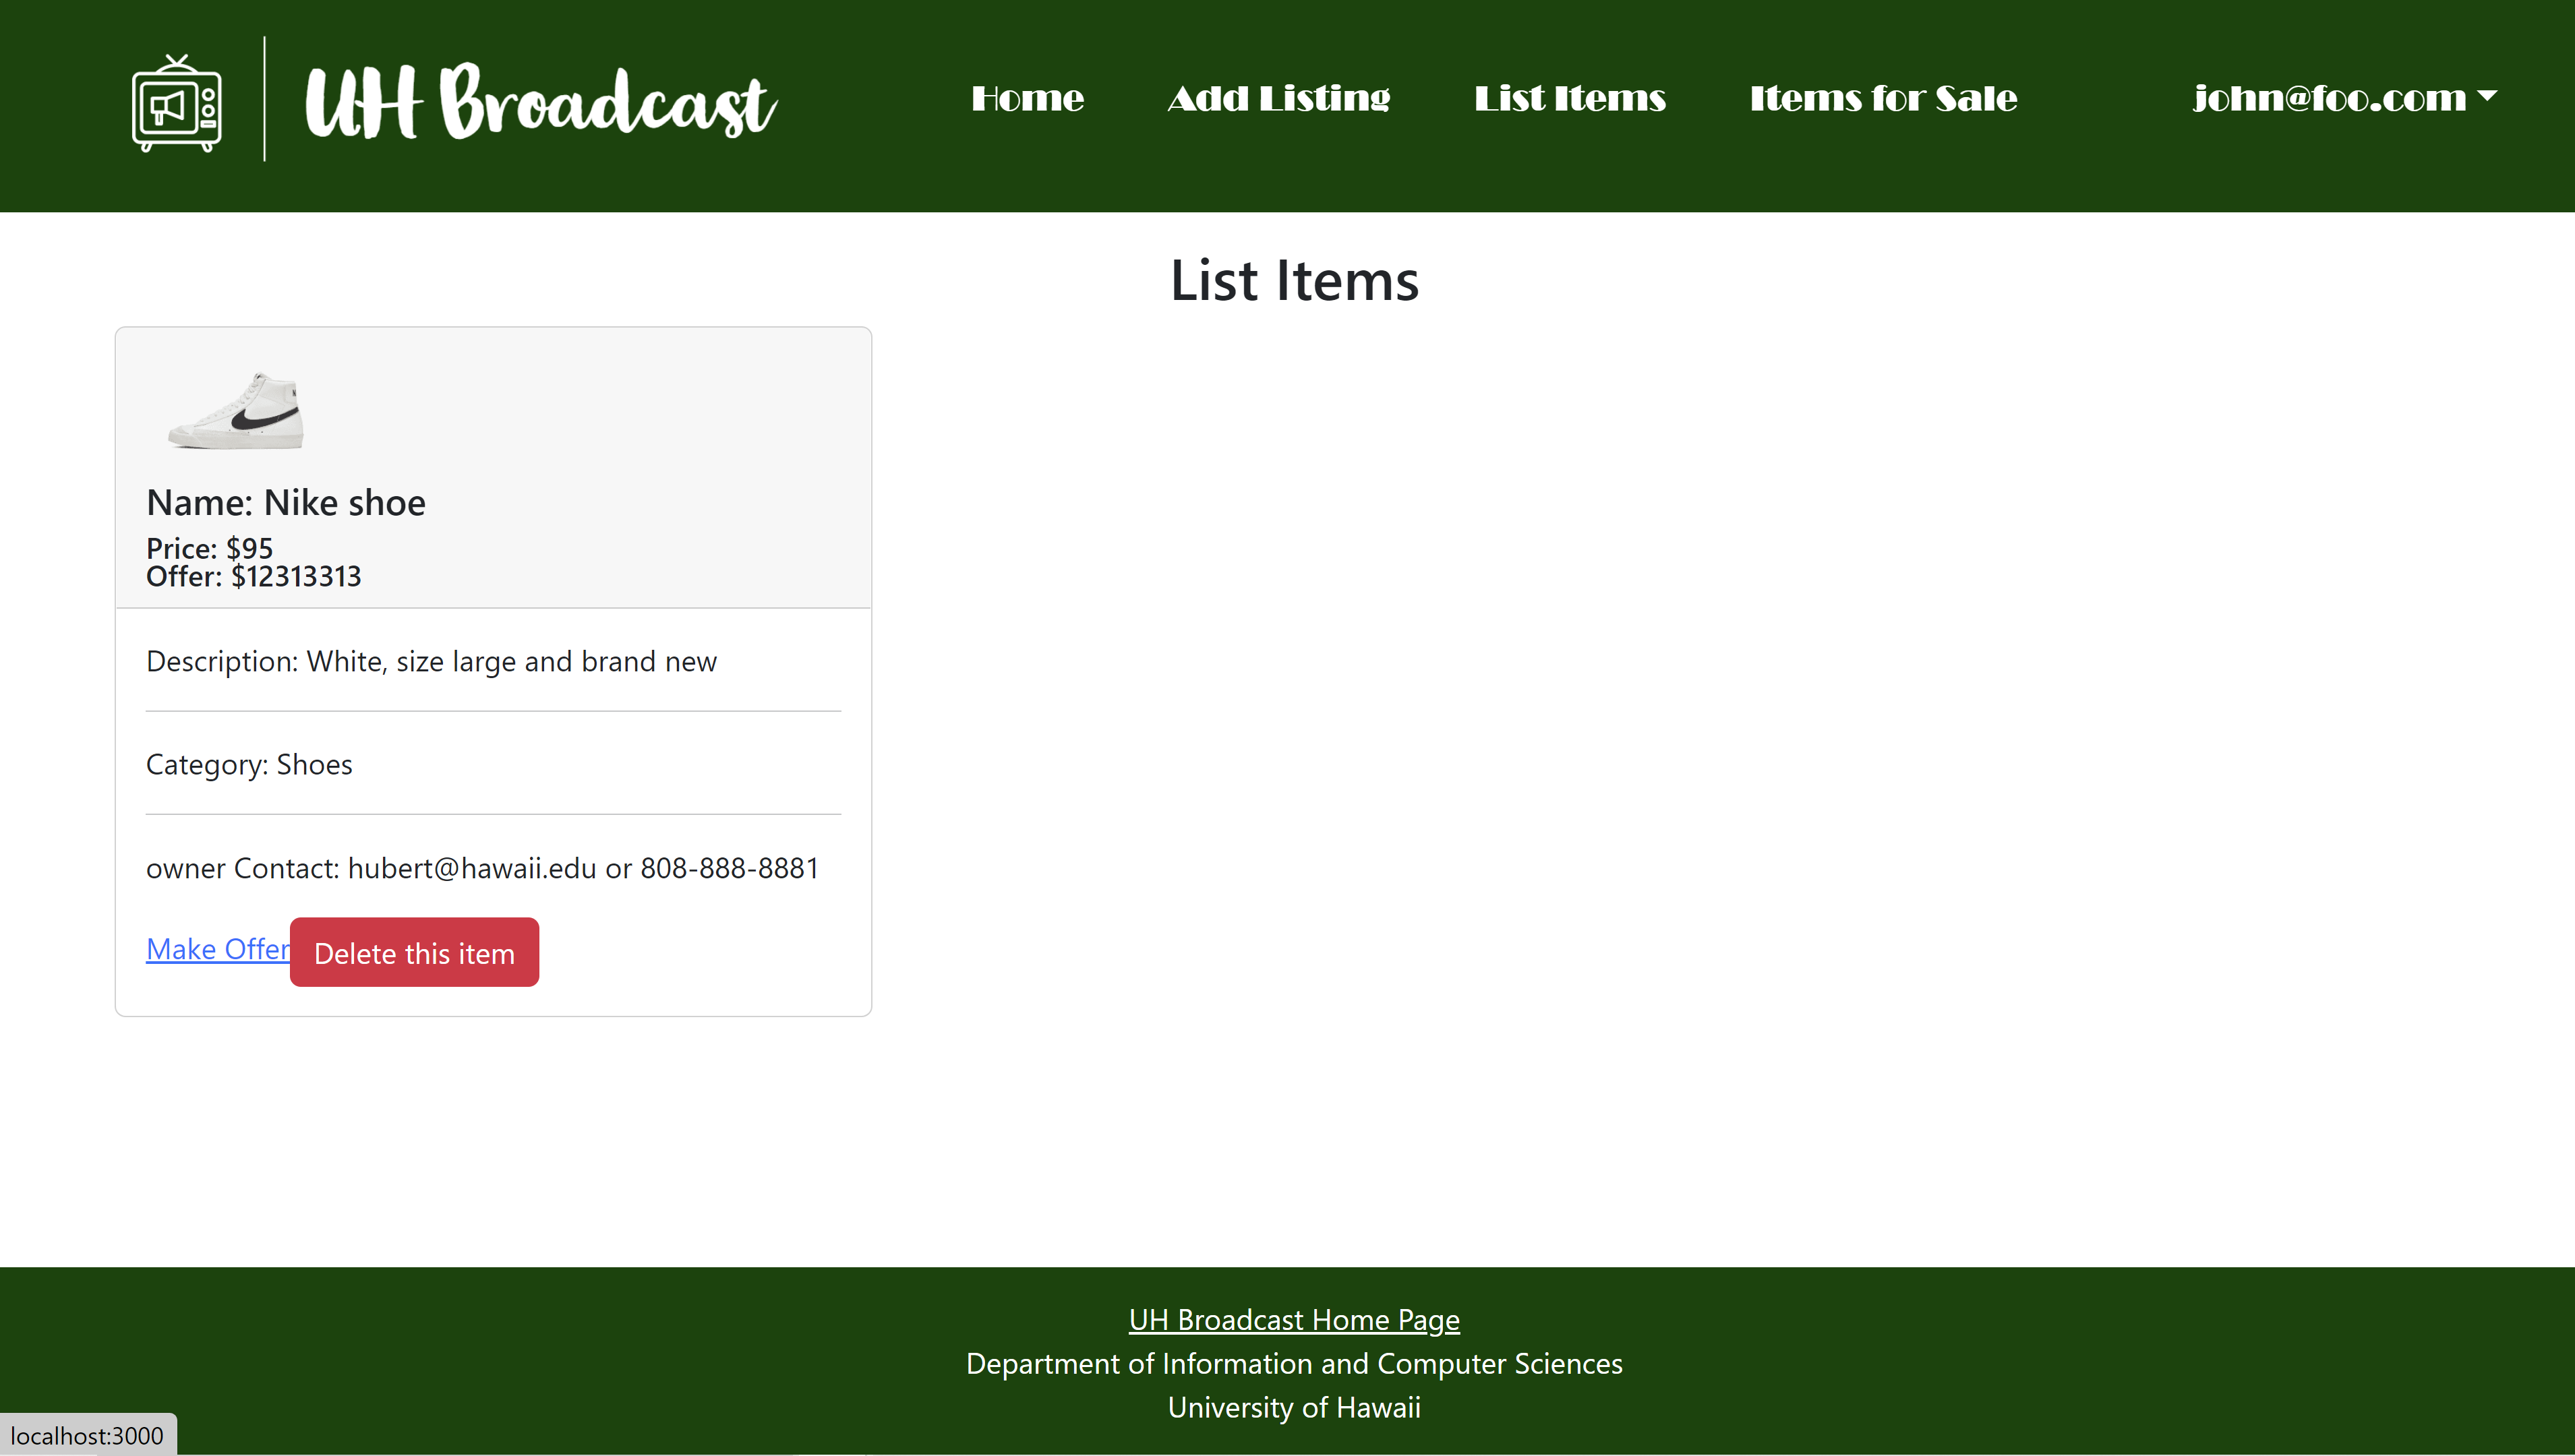 UH Broadcast
Home Add Listing List Items Items for Sale john@foo.com
List Items
Name: Nike shoe
Price: $95
Offer: $12313313
Description: White, size large and brand new
Category: Shoes
owner Contact: hubert@hawaii.edu or 808-888-8881
Make Offer Delete this item
UH Broadcast Home Page
Department of Information and Computer Sciences
University of Hawaii
localhost:3000